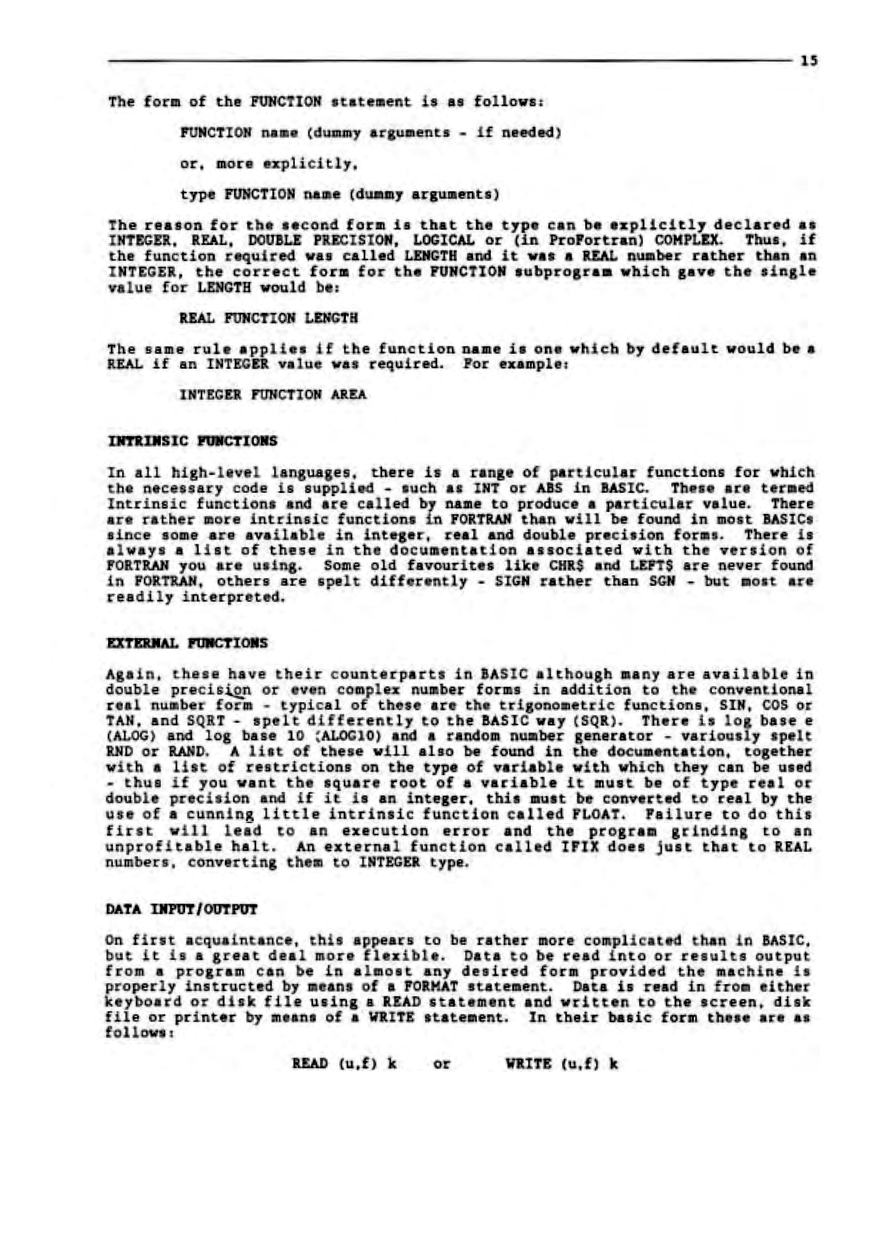 15
The form of the FUNCTION statement is as follows:
FUNCTION name (dummy arguments - if needed)
or, more explicitly,
type FUNCTION name (dummy arguments)
The reason for the second form is that the type can be explicitly declared as
INTEGER, REAL, DOUBLE PRECISION, LOGICAL or (in ProFortran) COMPLEX. Thus, if
the function required was called LENGTH and it was a REAL number rather than an
INTEGER, the correct form for the FUNCTION subprogram which gave the single
value for LENGTH would be:
REAL FUNCTION LENGTH
The same rule applies if the function name is one which by default would be a
REAL if an INTEGER value was required. For example:
INTEGER FUNCTION AREA
INTRINSIC FUNCTIONS
In all high-level languages, there is a range of particular functions for which
the necessary code is supplied - such as INT or ABS in BASIC. These are termed
Intrinsic functions and are called by name to produce a particular value. There
are rather more intrinsic functions in FORTRAN than will be found in most BASICs
since some are available in integer, real and double precision forms. There is
always a list of these in the documentation associated with the version of
FORTRAN you are using. Some old favourites like CHR$ and LEFT$ are never found
in FORTRAN, others are spelt differently - SIGN rather than SGN - but most are
readily interpreted.
EXTERNAL FUNCTIONS
Again, these have their counterparts in BASIC although many are available in
double precision or even complex number forms in addition to the conventional
real number form - typical of these are the trigonometric functions, SIN, COS or
TAN, and SQRT - spelt differently to the BASIC way (SQR). There is log base e
(ALOG) and log base 10 (ALOG10) and a random number generator - variously spelt
RND or RAND. A list of these will also be found in the documentation, together
with a list of restrictions on the type of variable with which they can be used
- thus if you want the square root of a variable it must be of type real or
double precision and if it is an integer, this must be converted to real by the
use of a cunning little intrinsic function called FLOAT. Failure to do this
first will lead to an execution error and the program grinding to an
unprofitable halt. An external function called IFIX does just that to REAL
numbers, converting them to INTEGER type.
DATA INPUT/OUTPUT
On first acquaintance, this appears to be rather more complicated than in BASIC,
but it is a great deal more flexible. Data to be read into or results output
from a program can be in almost any desired form provided the machine is
properly instructed by means of a FORMAT statement. Data is read in from either
keyboard or disk file using a READ statement and written to the screen, disk
file or printer by means of a WRITE statement. In their basic form these are as
follows:
READ (u,f) k or WRITE (u,f) k